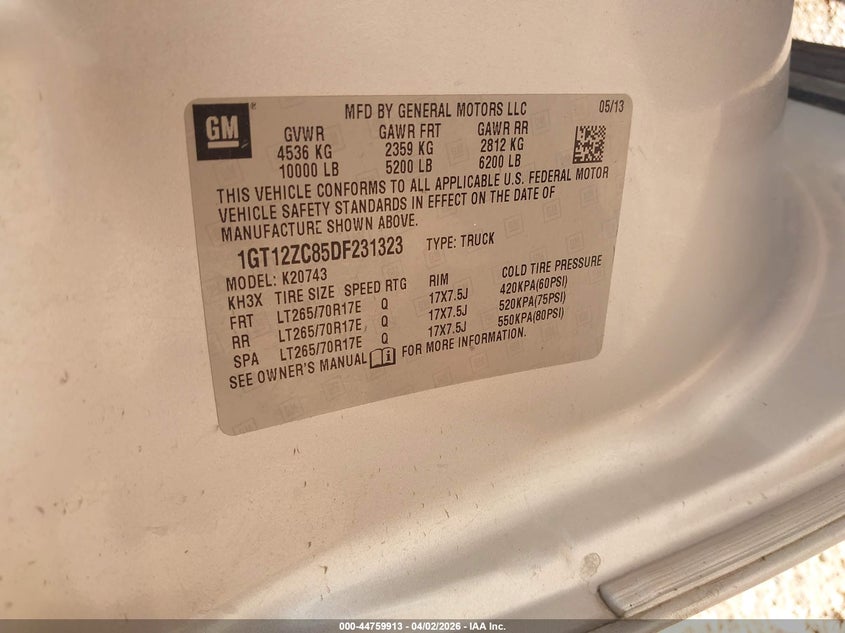 GM
MFD BY GENERAL MOTORS LLC 05/13
GVWR GAWR FRT GAWR RR
4536 KG 2359 KG 2812 KG
10000 LB 5200 LB 6200 LB
THIS VEHICLE CONFORMS TO ALL APPLICABLE U.S. FEDERAL MOTOR
VEHICLE SAFETY STANDARDS IN EFFECT ON THE DATE OF
MANUFACTURE SHOWN ABOVE.
1GT12ZC85DF231323 TYPE: TRUCK
MODEL: K20743
KH3X TIRE SIZE SPEED RTG RIM COLD TIRE PRESSURE
FRT LT265/70R17E Q 17X7.5J 420KPA(60PSI)
RR LT265/70R17E Q 17X7.5J 520KPA(75PSI)
SPA LT265/70R17E Q 17X7.5J 550KPA(80PSI)
SEE OWNER'S MANUAL FOR MORE INFORMATION.
000-44759913 - 04/02/2026 - IAA Inc.